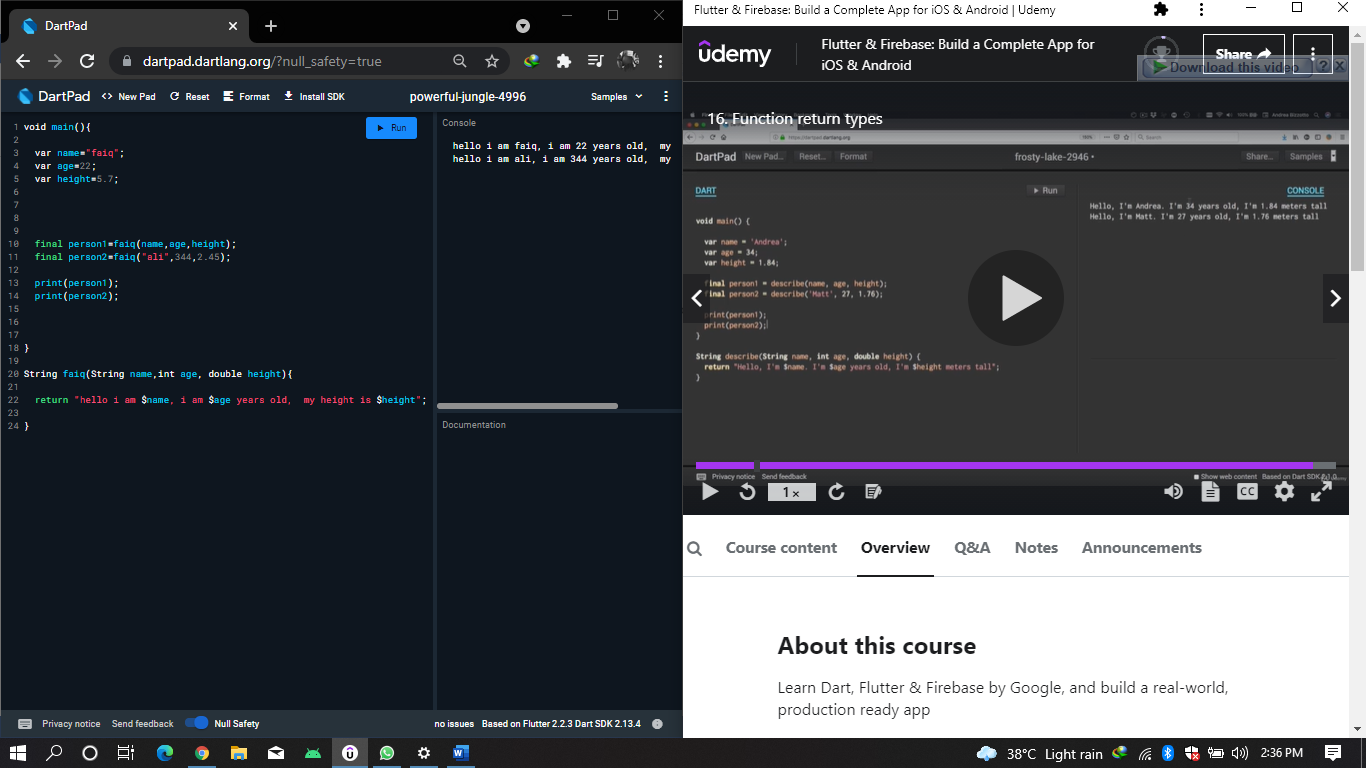 DartPad
dartpad.dartlang.org/?null_safety=true
DartPad
<> New Pad
Reset
Format
Install SDK
powerful-jungle-4996
Samples
Run
1 void main(){
2
3 var name="faiq";
4 var age=22;
5 var height=5.7;
6
7
8
9
10 final person1=faiq(name,age,height);
11 final person2=faiq("ali",344,2.45);
12
13 print(person1);
14 print(person2);
15
16
17
18 }
19
20 String faiq(String name,int age, double height){
21
22 return "hello i am $name, i am $age years old,  my height is $height";
23
24 }
Console
hello i am faiq, i am 22 years old,  my
hello i am ali, i am 344 years old,  my
Documentation
Privacy notice
Send feedback
Null Safety
no issues
Based on Flutter 2.2.3 Dart SDK 2.13.4
Flutter & Firebase: Build a Complete App for iOS & Android | Udemy
udemy
Flutter & Firebase: Build a Complete App for
iOS & Android
Share
Download this video
?
16. Function return types
https://dartpad.dartlang.org
Search
DartPad
New Pad...
Reset...
Format
frosty-lake-2946 •
Share...
Samples
DART
Run
CONSOLE
void main() {
var name = 'Andrea';
var age = 34;
var height = 1.84;
final person1 = describe(name, age, height);
final person2 = describe('Matt', 27, 1.76);
print(person1);
print(person2);
}
String describe(String name, int age, double height) {
return "Hello, I'm $name. I'm $age years old, I'm $height meters tall";
}
Hello, I'm Andrea. I'm 34 years old, I'm 1.84 meters tall
Hello, I'm Matt. I'm 27 years old, I'm 1.76 meters tall
Privacy notice
Send feedback
Show web content
Based on Dart SDK
1 x
CC
Course content
Overview
Q&A
Notes
Announcements
About this course
Learn Dart, Flutter & Firebase by Google, and build a real-world,
production ready app
38°C Light rain
2:36 PM